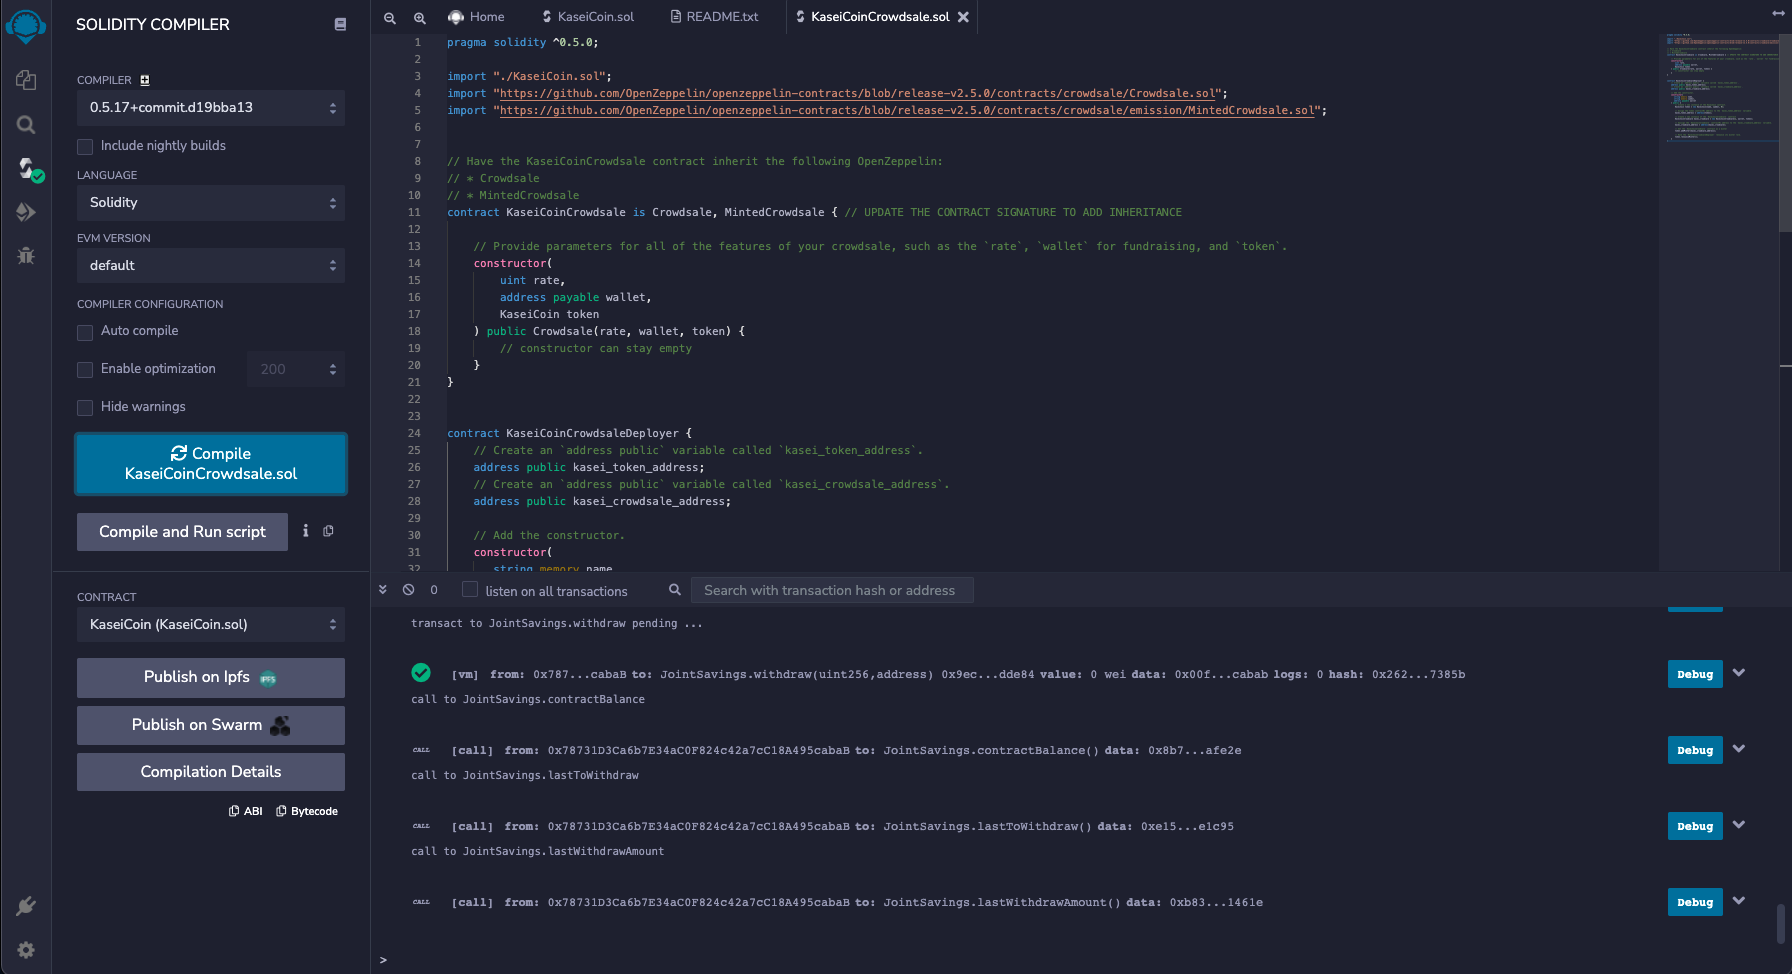 SOLIDITY COMPILER
COMPILER
0.5.17+commit.d19bba13
Include nightly builds
LANGUAGE
Solidity
EVM VERSION
default
COMPILER CONFIGURATION
Auto compile
Enable optimization
200
Hide warnings
Compile
KaseiCoinCrowdsale.sol
Compile and Run script
CONTRACT
KaseiCoin (KaseiCoin.sol)
Publish on Ipfs
IPFS
Publish on Swarm
Compilation Details
ABI Bytecode
Home KaseiCoin.sol README.txt KaseiCoinCrowdsale.sol
1 pragma solidity ^0.5.0;
2
3 import "./KaseiCoin.sol";
4 import "https://github.com/OpenZeppelin/openzeppelin-contracts/blob/release-v2.5.0/contracts/crowdsale/Crowdsale.sol";
5 import "https://github.com/OpenZeppelin/openzeppelin-contracts/blob/release-v2.5.0/contracts/crowdsale/emission/MintedCrowdsale.sol";
6
7
8 // Have the KaseiCoinCrowdsale contract inherit the following OpenZeppelin:
9 // * Crowdsale
10 // * MintedCrowdsale
11 contract KaseiCoinCrowdsale is Crowdsale, MintedCrowdsale { // UPDATE THE CONTRACT SIGNATURE TO ADD INHERITANCE
12
13 // Provide parameters for all of the features of your crowdsale, such as the `rate`, `wallet` for fundraising, and `token`.
14 constructor(
15 uint rate,
16 address payable wallet,
17 KaseiCoin token
18 ) public Crowdsale(rate, wallet, token) {
19 // constructor can stay empty
20 }
21 }
22
23
24 contract KaseiCoinCrowdsaleDeployer {
25 // Create an `address public` variable called `kasei_token_address`.
26 address public kasei_token_address;
27 // Create an `address public` variable called `kasei_crowdsale_address`.
28 address public kasei_crowdsale_address;
29
30 // Add the constructor.
31 constructor(
32 string memory name
0 listen on all transactions Search with transaction hash or address
transact to JointSavings.withdraw pending ...
[vm] from: 0x787...cabaB to: JointSavings.withdraw(uint256,address) 0x9ec...dde84 value: 0 wei data: 0x00f...cabab logs: 0 hash: 0x262...7385b Debug
call to JointSavings.contractBalance
CALL [call] from: 0x78731D3Ca6b7E34aC0F824c42a7cC18A495cabaB to: JointSavings.contractBalance() data: 0x8b7...afe2e Debug
call to JointSavings.lastToWithdraw
CALL [call] from: 0x78731D3Ca6b7E34aC0F824c42a7cC18A495cabaB to: JointSavings.lastToWithdraw() data: 0xe15...e1c95 Debug
call to JointSavings.lastWithdrawAmount
CALL [call] from: 0x78731D3Ca6b7E34aC0F824c42a7cC18A495cabaB to: JointSavings.lastWithdrawAmount() data: 0xb83...1461e Debug
>